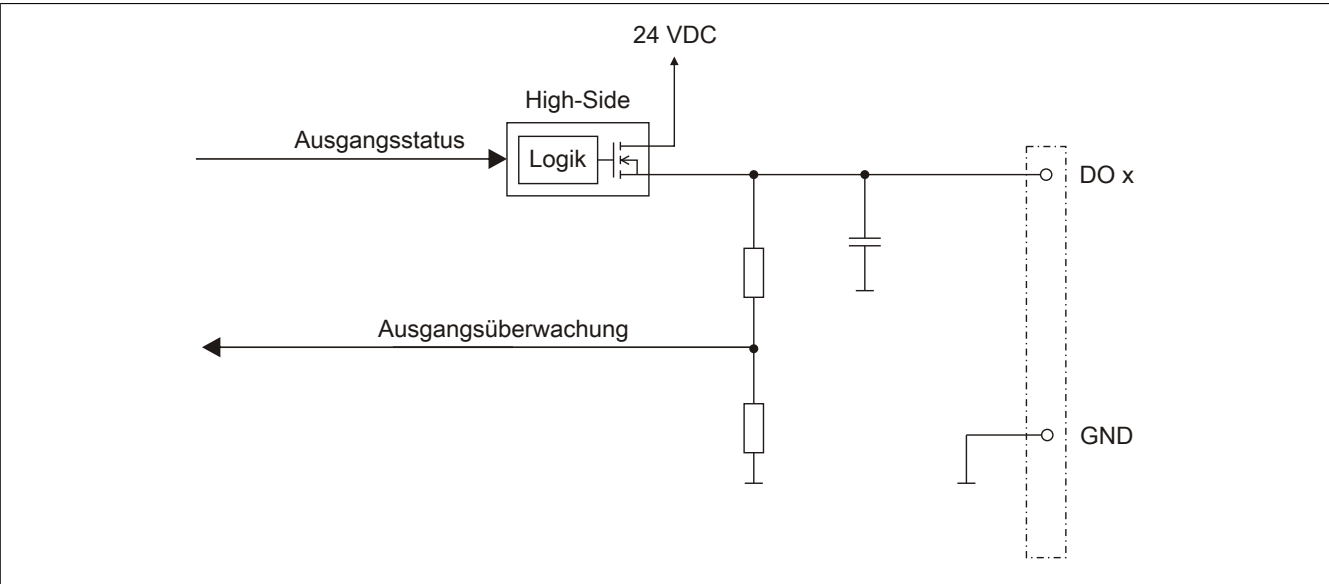 24 VDC
High-Side
Ausgangsstatus
Logik
DO x
Ausgangsüberwachung
GND